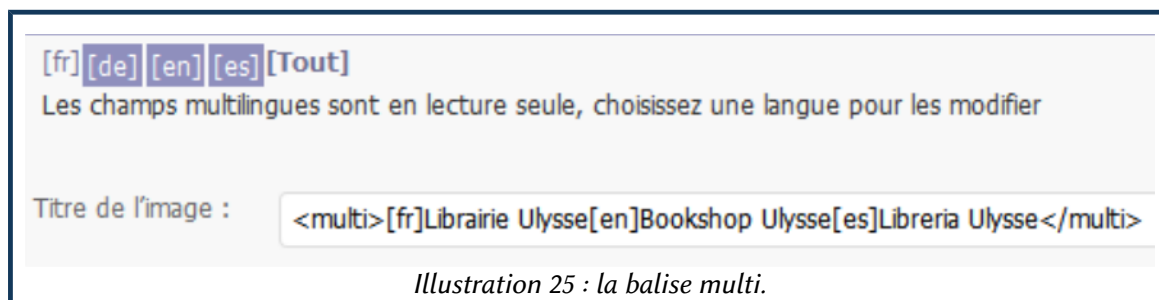 [fr] [de] [en] [es] [Tout]
Les champs multilingues sont en lecture seule, choisissez une langue pour les modifier
Titre de l'image : <multi>[fr]Librairie Ulysse[en]Bookshop Ulysse[es]Libreria Ulysse</multi>
Illustration 25 : la balise multi.